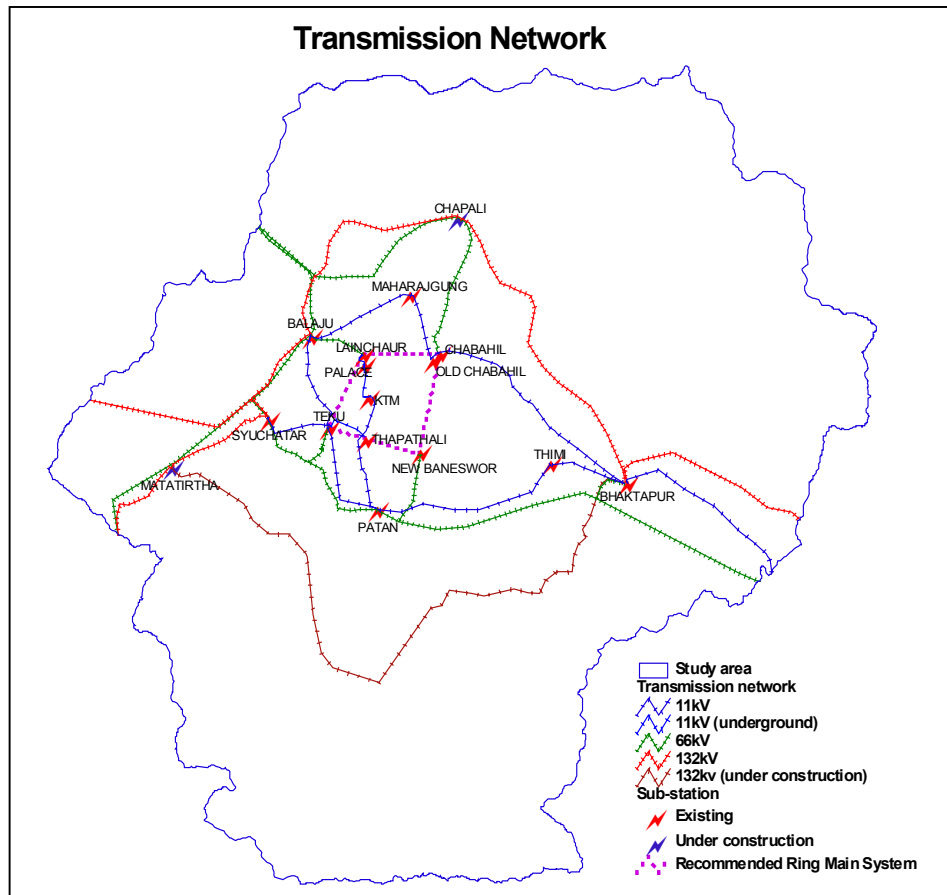 Transmission Network
CHAPALI
MAHARAJGUNG
BALAJU
LAINCHAUR
CHABAHIL
PALACE
OLD CHABAHIL
KTM
TEKU
SYUCHATAR
THAPATHALI
NEW BANESWOR
THIMI
MATATIRTHA
BHAKTAPUR
PATAN
Study area
Transmission network
11kV
11kV (underground)
66kV
132kV
132kv (under construction)
Sub-station
Existing
Under construction
Recommended Ring Main System